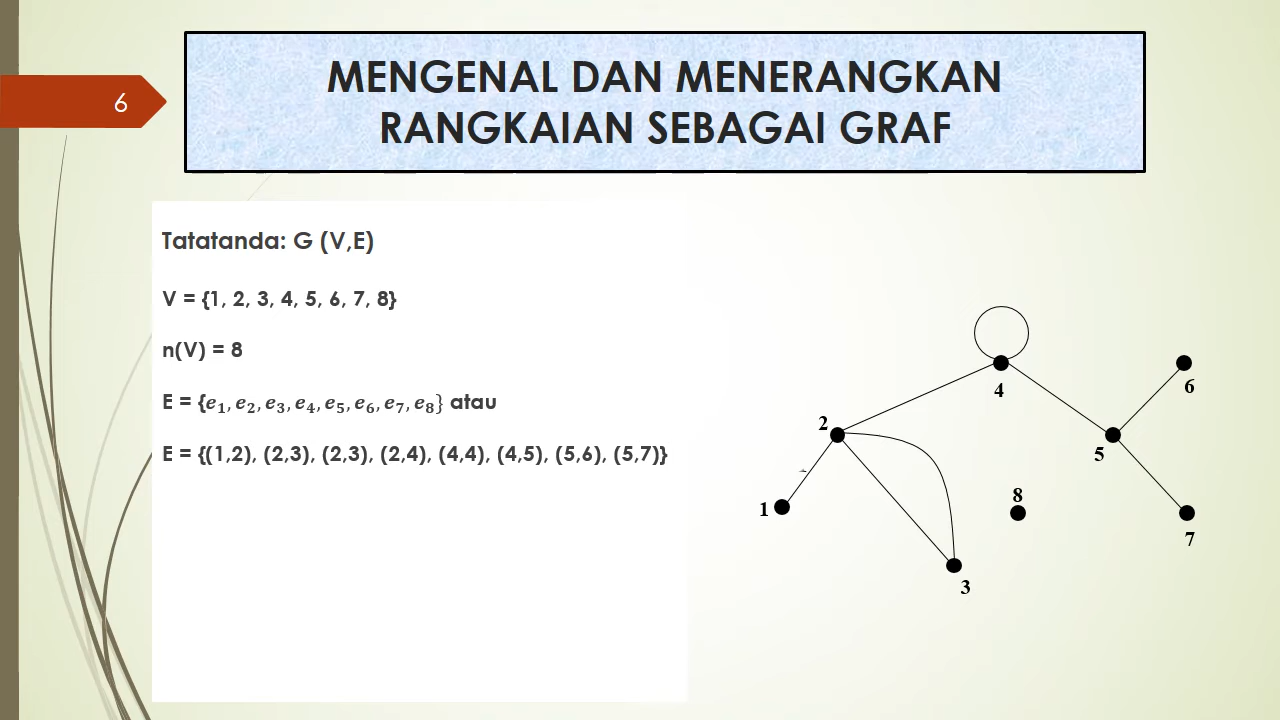 6
MENGENAL DAN MENERANGKAN
RANGKAIAN SEBAGAI GRAF
Tatatanda: G (V,E)
V = {1, 2, 3, 4, 5, 6, 7, 8}
n(V) = 8
E = {e₁, e₂, e₃, e₄, e₅, e₆, e₇, e₈} atau
E = {(1,2), (2,3), (2,3), (2,4), (4,4), (4,5), (5,6), (5,7)}
4
6
2
5
8
1
7
3